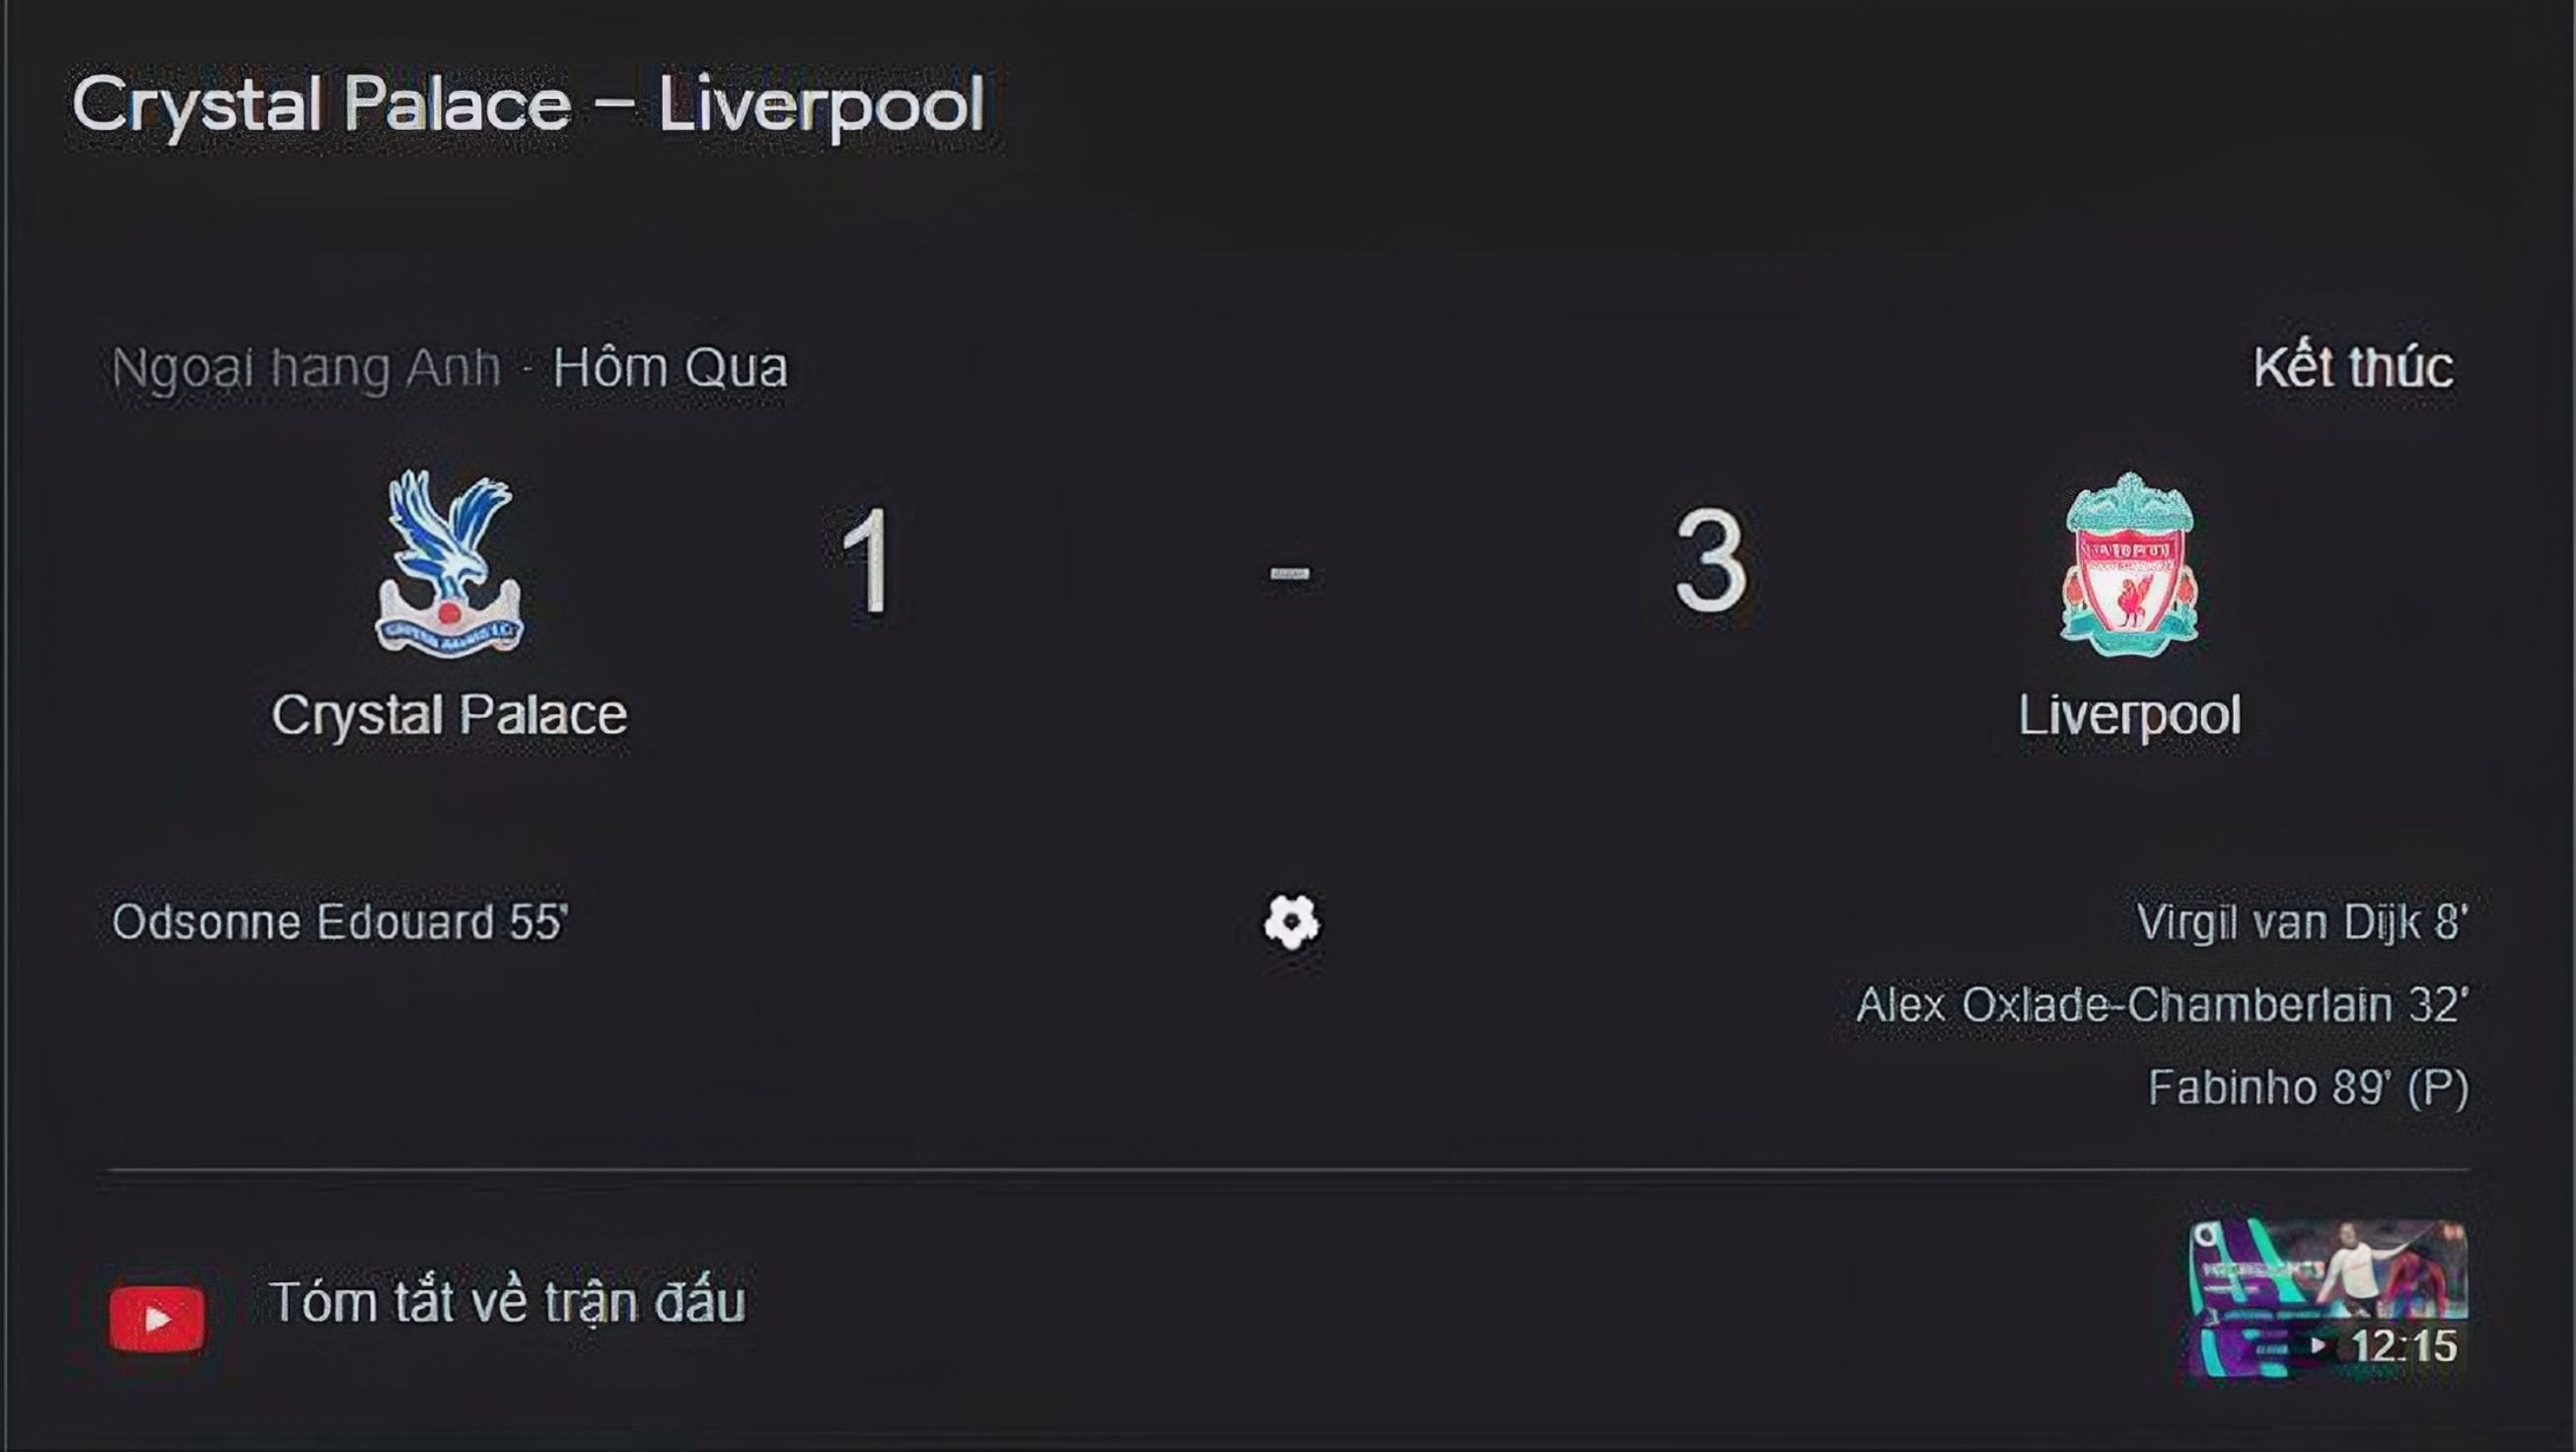 Crystal Palace – Liverpool
Ngoại hạng Anh · Hôm Qua
Kết thúc
1 - 3
Crystal Palace
Liverpool
Odsonne Edouard 55'
Virgil van Dijk 8'
Alex Oxlade-Chamberlain 32'
Fabinho 89' (P)
Tóm tắt về trận đấu
12:15